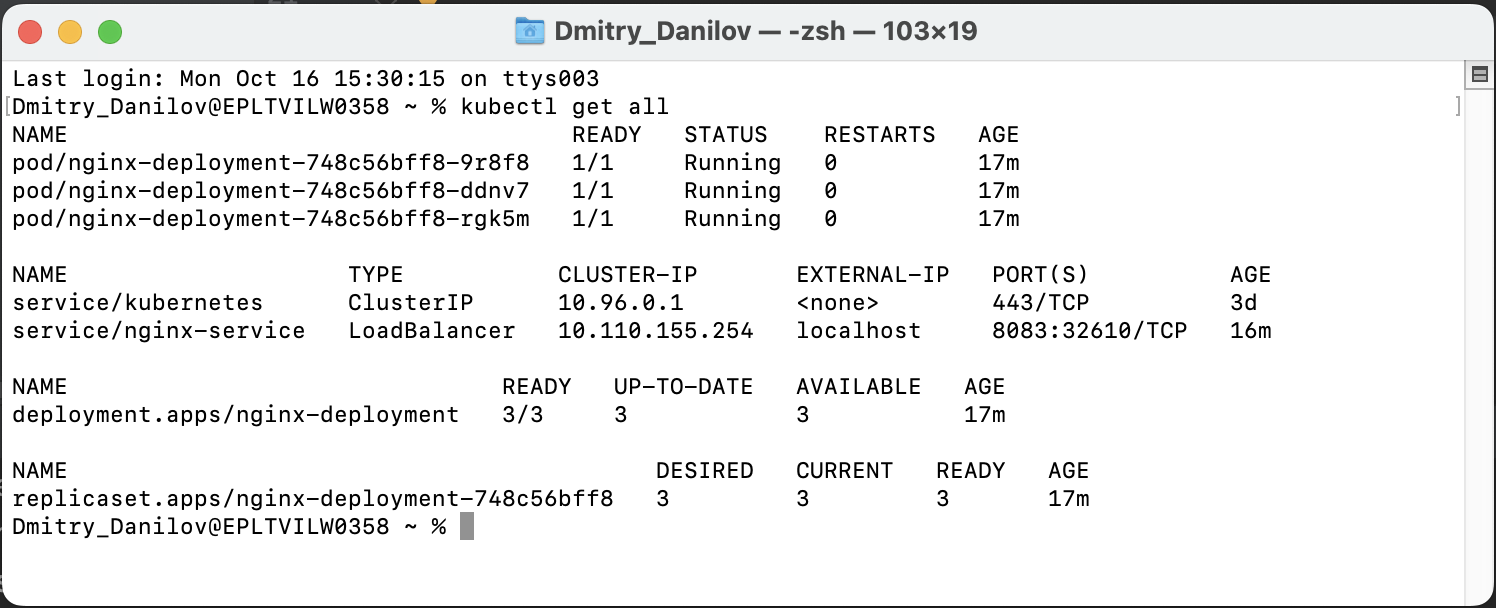 Dmitry_Danilov — -zsh — 103×19
Last login: Mon Oct 16 15:30:15 on ttys003
[Dmitry_Danilov@EPLTVILW0358 ~ % kubectl get all ]
NAME                                    READY   STATUS    RESTARTS   AGE
pod/nginx-deployment-748c56bff8-9r8f8   1/1     Running   0          17m
pod/nginx-deployment-748c56bff8-ddnv7   1/1     Running   0          17m
pod/nginx-deployment-748c56bff8-rgk5m   1/1     Running   0          17m

NAME                    TYPE           CLUSTER-IP       EXTERNAL-IP   PORT(S)          AGE
service/kubernetes      ClusterIP      10.96.0.1        <none>        443/TCP          3d
service/nginx-service   LoadBalancer   10.110.155.254   localhost     8083:32610/TCP   16m

NAME                               READY   UP-TO-DATE   AVAILABLE   AGE
deployment.apps/nginx-deployment   3/3     3            3           17m

NAME                                          DESIRED   CURRENT   READY   AGE
replicaset.apps/nginx-deployment-748c56bff8   3         3         3       17m
Dmitry_Danilov@EPLTVILW0358 ~ %